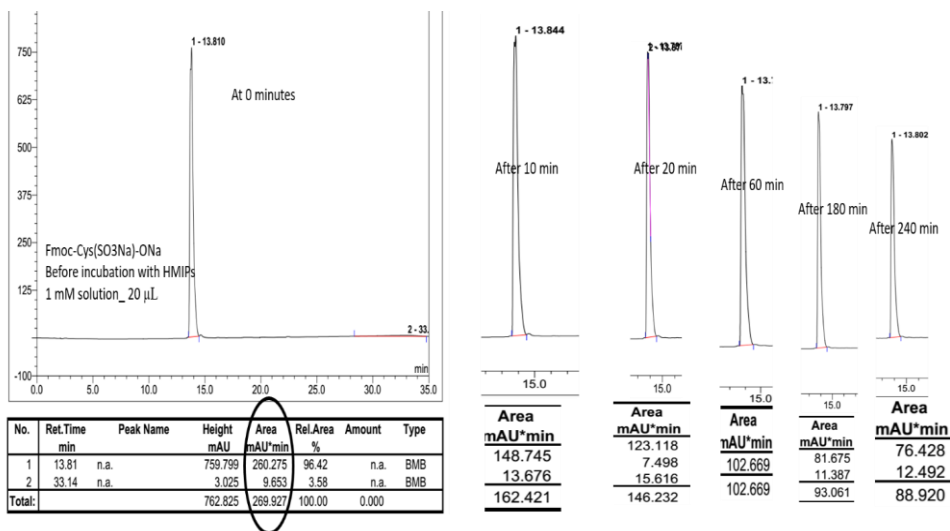 1 - 13.810
750
625
500
375
250
125
-100
At 0 minutes
Fmoc-Cys(SO3Na)-ONa
Before incubation with HMIPs
1 mM solution_ 20 µL
2 - 33.
min
0.0 5.0 10.0 15.0 20.0 25.0 30.0 35.0
No. Ret.Time Peak Name Height Area Rel.Area Amount Type
min mAU mAU*min %
1 13.81 n.a. 759.799 260.275 96.42 n.a. BMB
2 33.14 n.a. 3.025 9.653 3.58 n.a. BMB
Total: 762.825 269.927 100.00 0.000
1 - 13.844
After 10 min
15.0
Area
mAU*min
148.745
13.676
162.421
After 20 min
15.0
Area
mAU*min
123.118
7.498
15.616
146.232
1 - 13.
After 60 min
15.0
Area
mAU*min
102.669
102.669
1 - 13.797
After 180 min
15.0
Area
mAU*min
81.675
11.387
93.061
1 - 13.802
After 240 min
15.0
Area
mAU*min
76.428
12.492
88.920